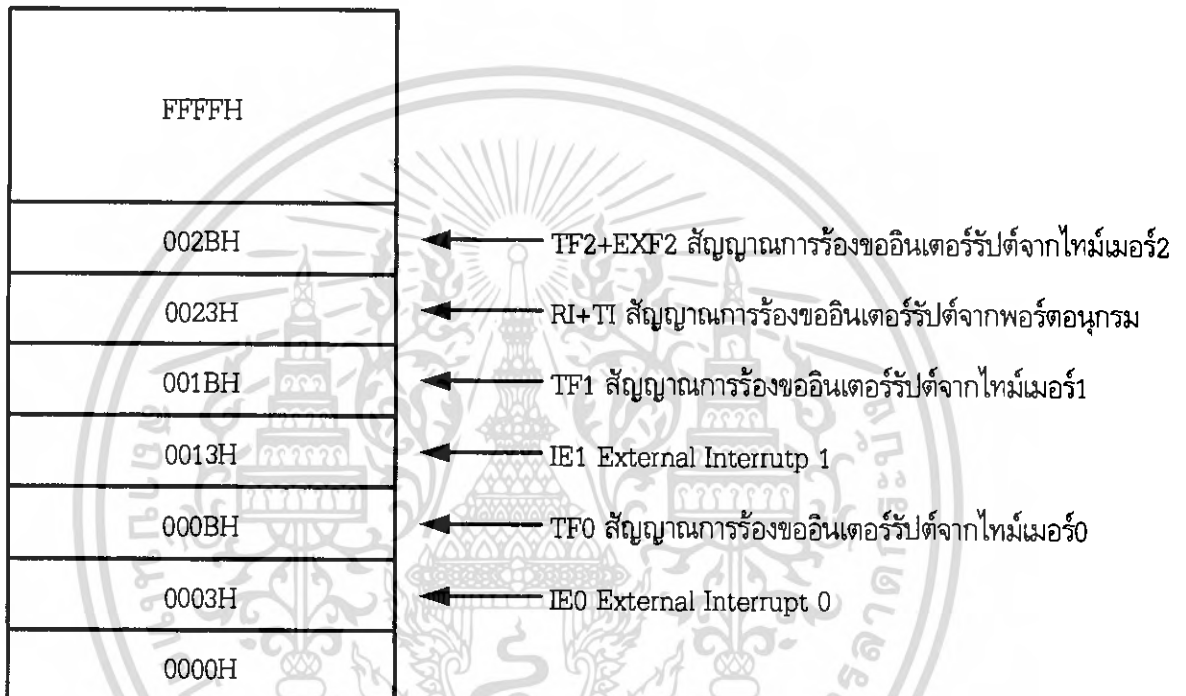 FFFFH
002BH
TF2+EXF2 สัญญาณการร้องขออินเตอร์รัปต์จากไทม์เมอร์2
0023H
RI+TI สัญญาณการร้องขออินเตอร์รัปต์จากพอร์ตอนุกรม
001BH
TF1 สัญญาณการร้องขออินเตอร์รัปต์จากไทม์เมอร์1
0013H
IE1 External Interrutp 1
000BH
TF0 สัญญาณการร้องขออินเตอร์รัปต์จากไทม์เมอร์0
0003H
IE0 External Interrupt 0
0000H